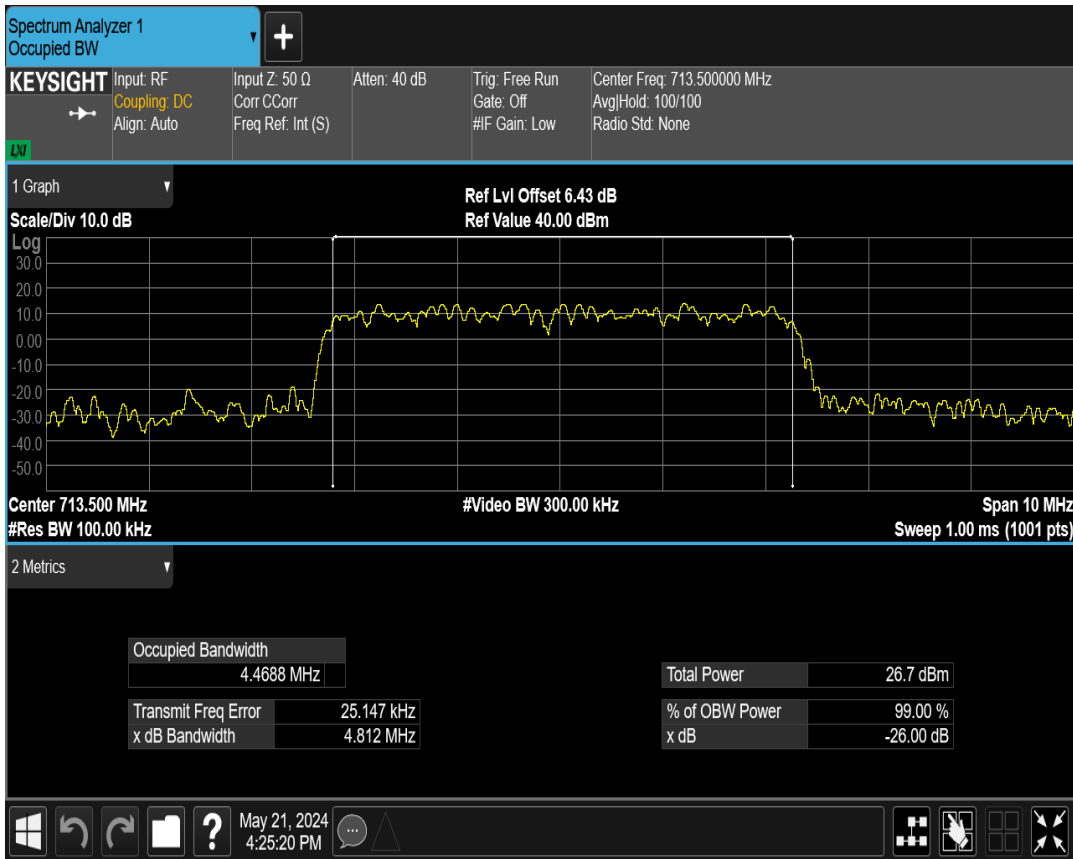 Spectrum Analyzer 1
Occupied BW
+
KEYSIGHT
LXI
Input: RF
Coupling: DC
Align: Auto
Input Z: 50 Ω
Corr CCorr
Freq Ref: Int (S)
Atten: 40 dB
Trig: Free Run
Gate: Off
#IF Gain: Low
Center Freq: 713.500000 MHz
Avg|Hold: 100/100
Radio Std: None
1 Graph
Scale/Div 10.0 dB
Ref Lvl Offset 6.43 dB
Ref Value 40.00 dBm
Log
30.0
20.0
10.0
0.00
-10.0
-20.0
-30.0
-40.0
-50.0
Center 713.500 MHz
#Video BW 300.00 kHz
Span 10 MHz
#Res BW 100.00 kHz
Sweep 1.00 ms (1001 pts)
2 Metrics
Occupied Bandwidth
4.4688 MHz
Total Power 26.7 dBm
Transmit Freq Error 25.147 kHz
% of OBW Power 99.00 %
x dB Bandwidth 4.812 MHz
x dB -26.00 dB
?
May 21, 2024
4:25:20 PM